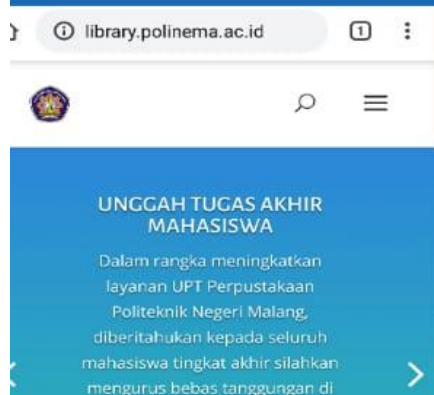 library.polinema.ac.id
1
UNGGAH TUGAS AKHIR
MAHASISWA
Dalam rangka meningkatkan
layanan UPT Perpustakaan
Politeknik Negeri Malang,
diberitahukan kepada seluruh
mahasiswa tingkat akhir silahkan
mengurus bebas tanggungan di